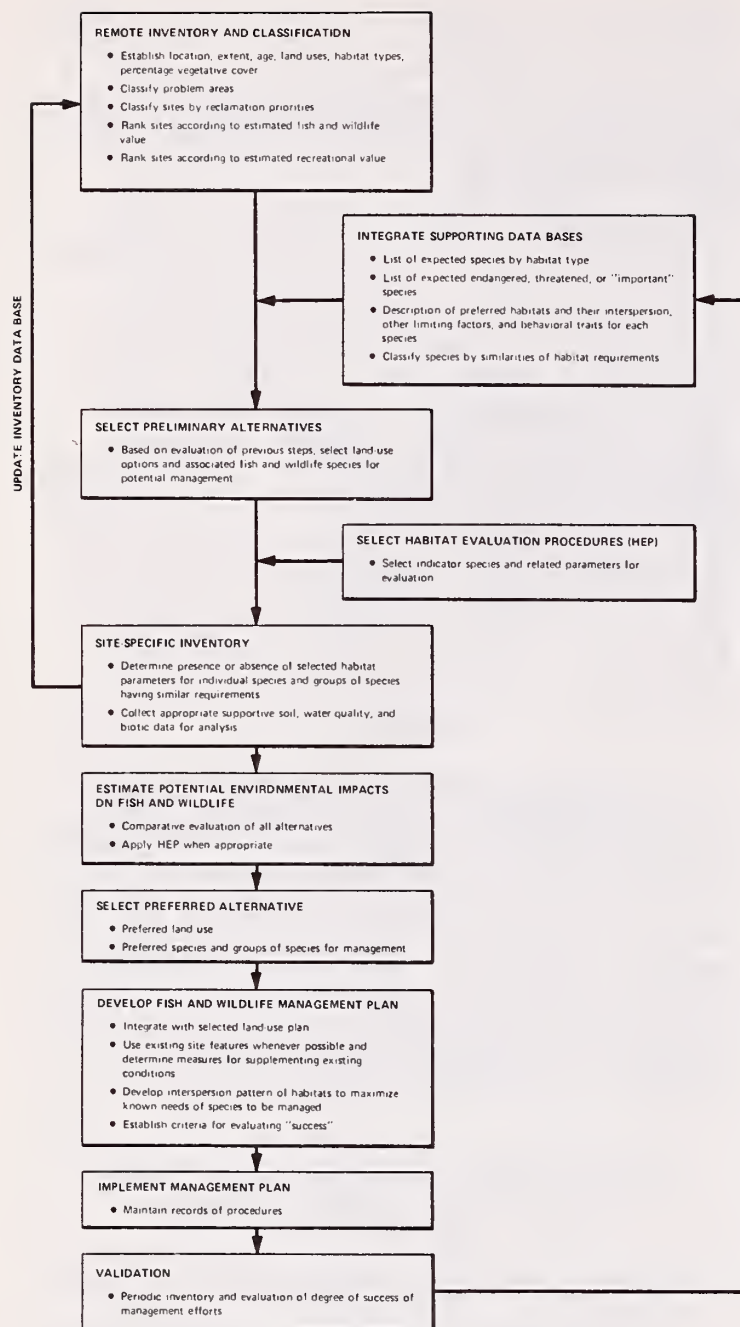 REMOTE INVENTORY AND CLASSIFICATION
• Establish location, extent, age, land uses, habitat types,
percentage vegetative cover
• Classify problem areas
• Classify sites by reclamation priorities
• Rank sites according to estimated fish and wildlife
value
• Rank sites according to estimated recreational value
UPDATE INVENTORY DATA BASE
INTEGRATE SUPPORTING DATA BASES
• List of expected species by habitat type
• List of expected endangered, threatened, or "important"
species
• Description of preferred habitats and their interspersion,
other limiting factors, and behavioral traits for each
species
• Classify species by similarities of habitat requirements
SELECT PRELIMINARY ALTERNATIVES
• Based on evaluation of previous steps, select land-use
options and associated fish and wildlife species for
potential management
SELECT HABITAT EVALUATION PROCEDURES (HEP)
• Select indicator species and related parameters for
evaluation
SITE-SPECIFIC INVENTORY
• Determine presence or absence of selected habitat
parameters for individual species and groups of species
having similar requirements
• Collect appropriate supportive soil, water quality, and
biotic data for analysis
ESTIMATE POTENTIAL ENVIRONMENTAL IMPACTS
ON FISH AND WILDLIFE
• Comparative evaluation of all alternatives
• Apply HEP when appropriate
SELECT PREFERRED ALTERNATIVE
• Preferred land use
• Preferred species and groups of species for management
DEVELOP FISH AND WILDLIFE MANAGEMENT PLAN
• Integrate with selected land-use plan
• Use existing site features whenever possible and
determine measures for supplementing existing
conditions
• Develop interspersion pattern of habitats to maximize
known needs of species to be managed
• Establish criteria for evaluating "success"
IMPLEMENT MANAGEMENT PLAN
• Maintain records of procedures
VALIDATION
• Periodic inventory and evaluation of degree of success of
management efforts